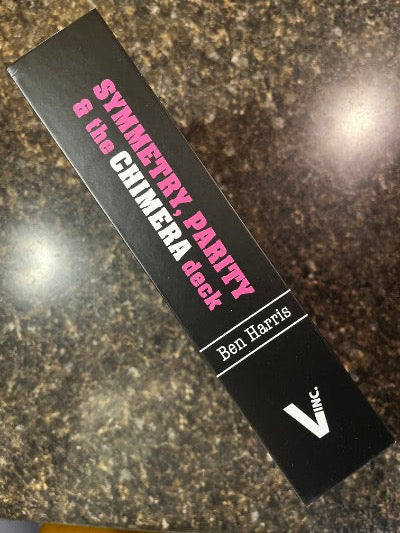 SYMMETRY, PARITY
& the CHIMERA deck
Ben Harris
V INC.